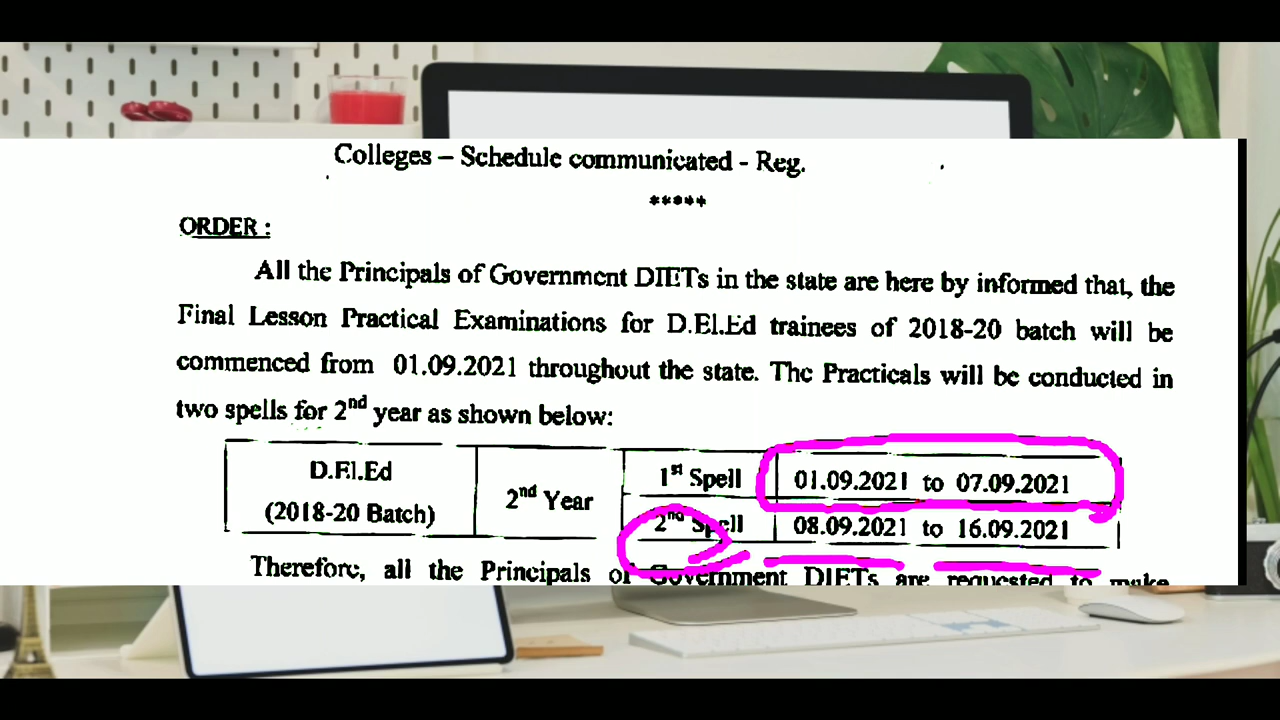 Colleges – Schedule communicated - Reg.
*****
ORDER :
All the Principals of Government DIETs in the state are here by informed that, the
Final Lesson Practical Examinations for D.El.Ed trainees of 2018-20 batch will be
commenced from 01.09.2021 throughout the state. The Practicals will be conducted in
two spells for 2nd year as shown below:
D.El.Ed
(2018-20 Batch)
2nd Year
1st Spell
01.09.2021 to 07.09.2021
2nd Spell
08.09.2021 to 16.09.2021
Therefore, all the Principals of Government DIETs are requested to make